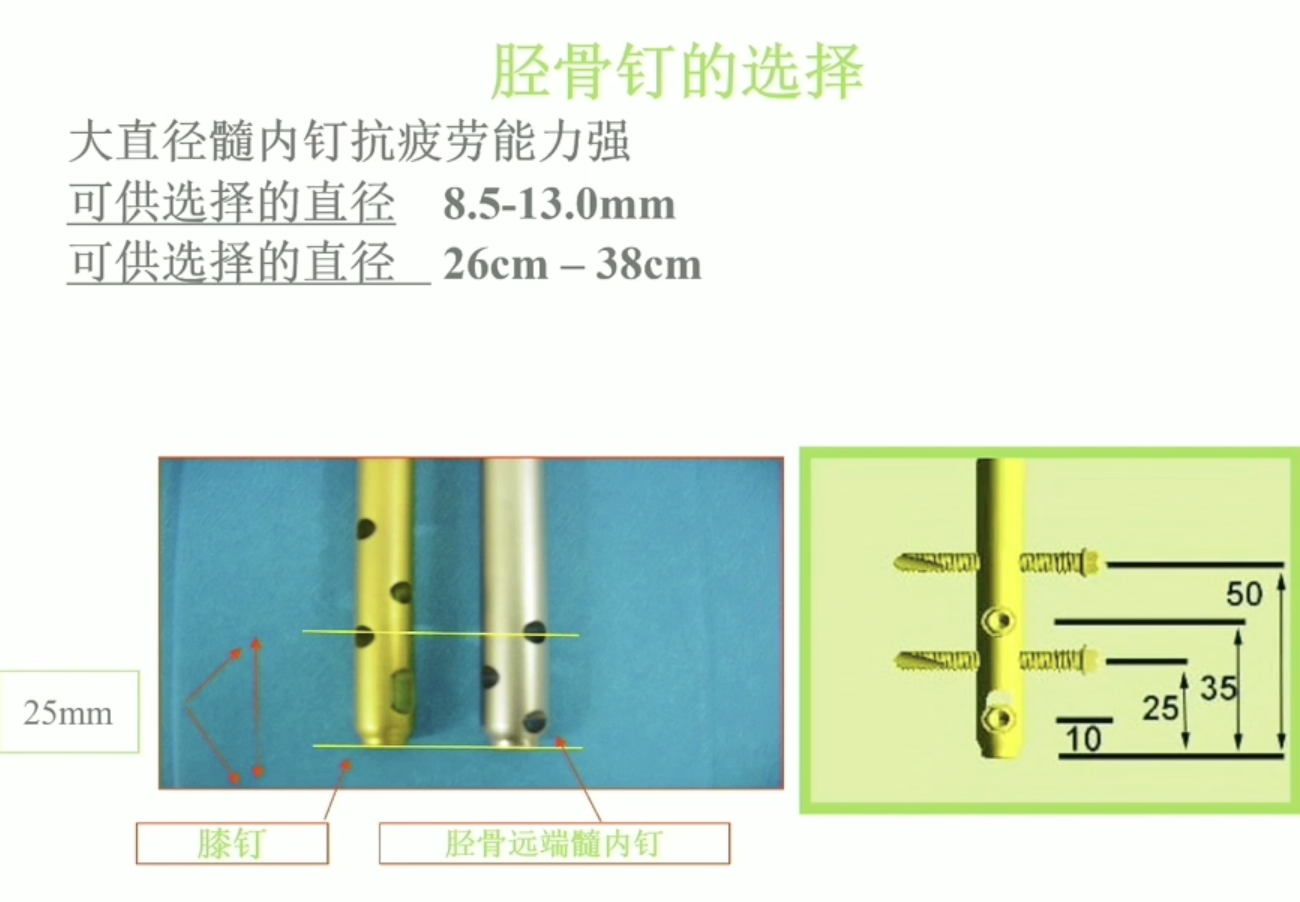 胫骨钉的选择
大直径髓内钉抗疲劳能力强
可供选择的直径 8.5-13.0mm
可供选择的直径 26cm – 38cm
50
35
25
10
25mm
膝钉
胫骨远端髓内钉